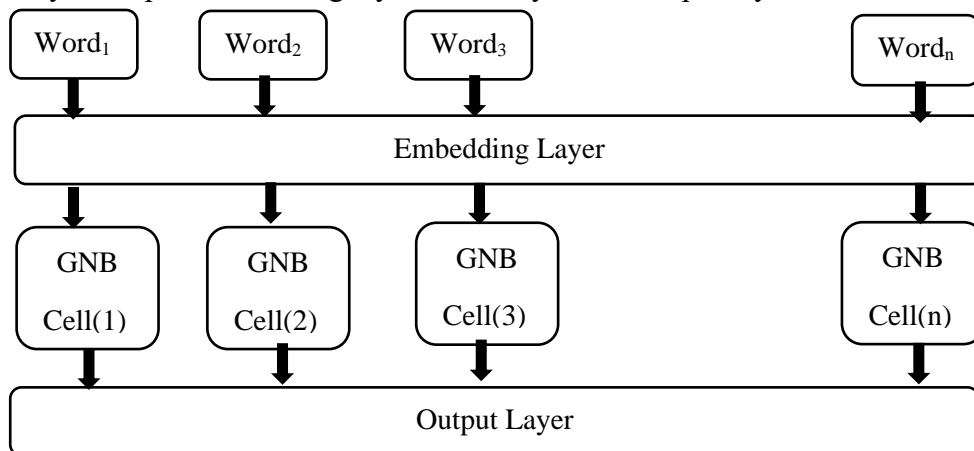 Word₁ Word₂ Word₃ Wordₙ
Embedding Layer
GNB GNB GNB GNB
Cell(1) Cell(2) Cell(3) Cell(n)
Output Layer